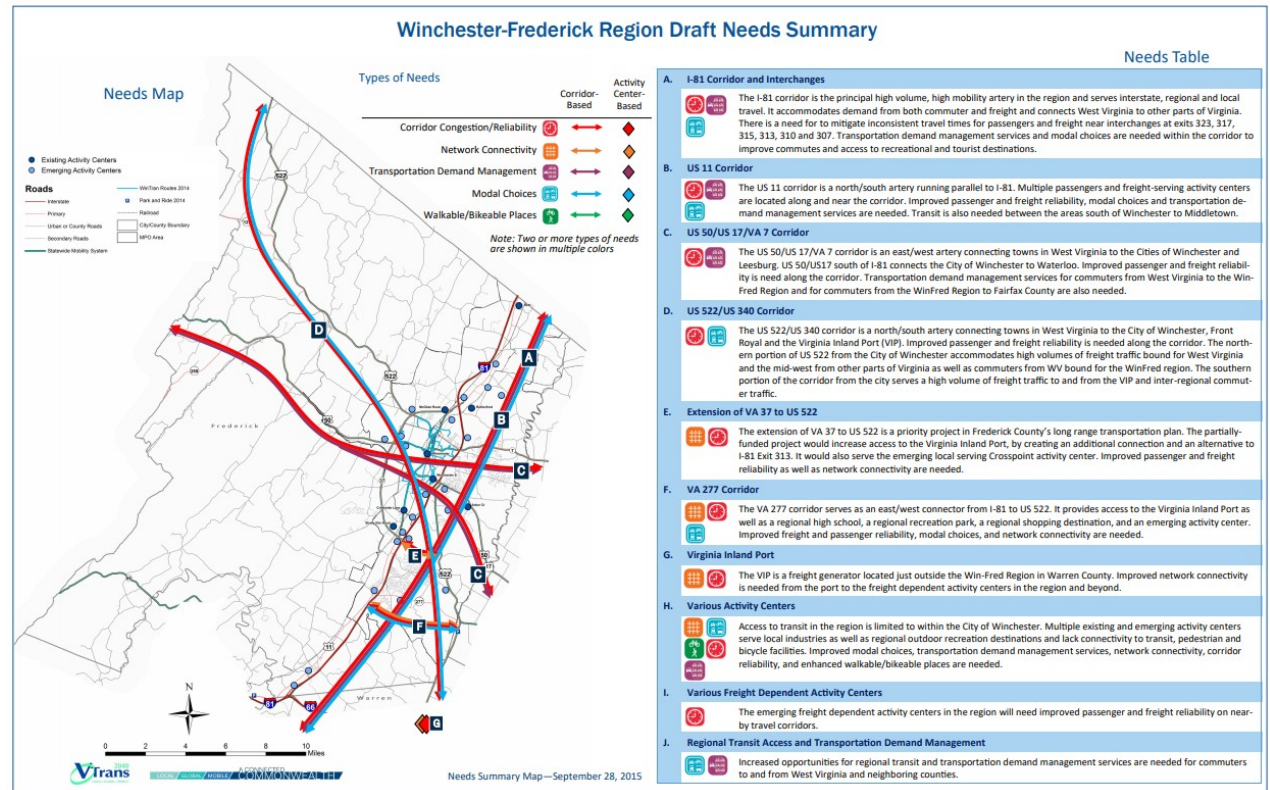 Winchester-Frederick Region Draft Needs Summary
Needs Map
Types of Needs
Corridor-
Based
Activity
Center-
Based
Corridor Congestion/Reliability
Network Connectivity
Transportation Demand Management
Modal Choices
Walkable/Bikeable Places
Note: Two or more types of needs
are shown in multiple colors
Existing Activity Centers
Emerging Activity Centers
Roads
Interstate
Primary
Urban or County Roads
Secondary Roads
Statewide Mobility System
WinTran Routes 2014
Park and Ride 2014
Railroad
City/County Boundary
MPO Area
522
D
A
81
522
B
50
Frederick
C
E
50
522
C
277
F
11
Warren
81
66
G
N
0 2 4 6 8 10
Miles
VTrans
2040
LOCAL GLOBAL MOBILE
A CONNECTED
COMMONWEALTH
Needs Summary Map—September 28, 2015
Needs Table
A. I-81 Corridor and Interchanges
The I-81 corridor is the principal high volume, high mobility artery in the region and serves interstate, regional and local
travel. It accommodates demand from both commuter and freight and connects West Virginia to other parts of Virginia.
There is a need for to mitigate inconsistent travel times for passengers and freight near interchanges at exits 323, 317,
315, 313, 310 and 307. Transportation demand management services and modal choices are needed within the corridor to
improve commutes and access to recreational and tourist destinations.
B. US 11 Corridor
The US 11 corridor is a north/south artery running parallel to I-81. Multiple passengers and freight-serving activity centers
are located along and near the corridor. Improved passenger and freight reliability, modal choices and transportation de-
mand management services are needed. Transit is also needed between the areas south of Winchester to Middletown.
C. US 50/US 17/VA 7 Corridor
The US 50/US 17/VA 7 corridor is an east/west artery connecting towns in West Virginia to the Cities of Winchester and
Leesburg. US 50/US17 south of I-81 connects the City of Winchester to Waterloo. Improved passenger and freight reliabil-
ity is need along the corridor. Transportation demand management services for commuters from West Virginia to the Win-
Fred Region and for commuters from the WinFred Region to Fairfax County are also needed.
D. US 522/US 340 Corridor
The US 522/US 340 corridor is a north/south artery connecting towns in West Virginia to the City of Winchester, Front
Royal and the Virginia Inland Port (VIP). Improved passenger and freight reliability is needed along the corridor. The north-
ern portion of US 522 from the City of Winchester accommodates high volumes of freight traffic bound for West Virginia
and the mid-west from other parts of Virginia as well as commuters from WV bound for the WinFred region. The southern
portion of the corridor from the city serves a high volume of freight traffic to and from the VIP and inter-regional commut-
er traffic.
E. Extension of VA 37 to US 522
The extension of VA 37 to US 522 is a priority project in Frederick County's long range transportation plan. The partially-
funded project would increase access to the Virginia Inland Port, by creating an additional connection and an alternative to
I-81 Exit 313. It would also serve the emerging local serving Crosspoint activity center. Improved passenger and freight
reliability as well as network connectivity are needed.
F. VA 277 Corridor
The VA 277 corridor serves as an east/west connector from I-81 to US 522. It provides access to the Virginia Inland Port as
well as a regional high school, a regional recreation park, a regional shopping destination, and an emerging activity center.
Improved freight and passenger reliability, modal choices, and network connectivity are needed.
G. Virginia Inland Port
The VIP is a freight generator located just outside the Win-Fred Region in Warren County. Improved network connectivity
is needed from the port to the freight dependent activity centers in the region and beyond.
H. Various Activity Centers
Access to transit in the region is limited to within the City of Winchester. Multiple existing and emerging activity centers
serve local industries as well as regional outdoor recreation destinations and lack connectivity to transit, pedestrian and
bicycle facilities. Improved modal choices, transportation demand management services, network connectivity, corridor
reliability, and enhanced walkable/bikeable places are needed.
I. Various Freight Dependent Activity Centers
The emerging freight dependent activity centers in the region will need improved passenger and freight reliability on near-
by travel corridors.
J. Regional Transit Access and Transportation Demand Management
Increased opportunities for regional transit and transportation demand management services are needed for commuters
to and from West Virginia and neighboring counties.